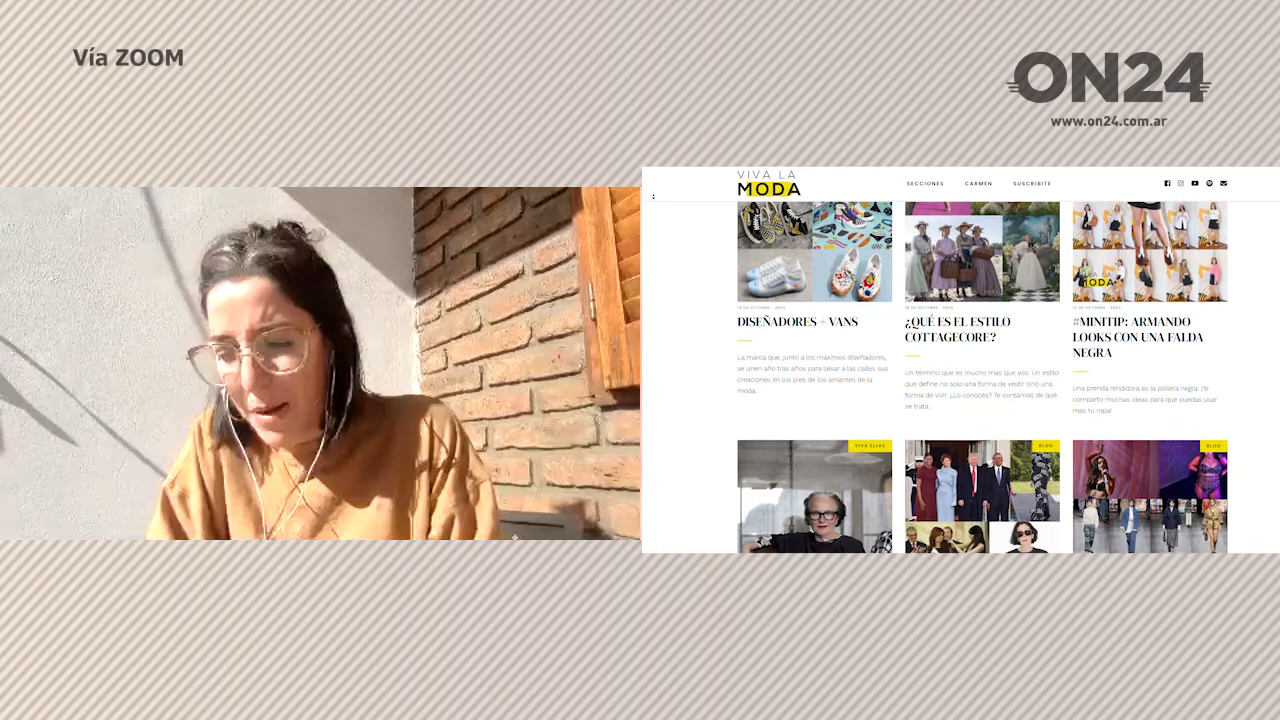 Vía ZOOM
ON24
www.on24.com.ar
VIVA LA
MODA
SECCIONES
CARMEN
SUSCRIBITE
MODA
DISEÑADORES + VANS
La marca que, junto a los máximos diseñadores,
se unen año tras años para llevar a las calles sus
creaciones en los pies de los amantes de la
moda.
¿QUÉ ES EL ESTILO
COTTAGECORE?
Un término que es mucho mas que eso. Un estilo
que define no sólo una forma de vestir sino una
forma de vivir. ¿Lo conocés? Te contamos de qué
se trata.
#MINITIP: ARMANDO
LOOKS CON UNA FALDA
NEGRA
Una prenda rendidora es la pollera negra. ¡Te
comparto muchas ideas para que puedas usar
mas tu ropa!
VIVA ELLAS
BLOG
BLOG